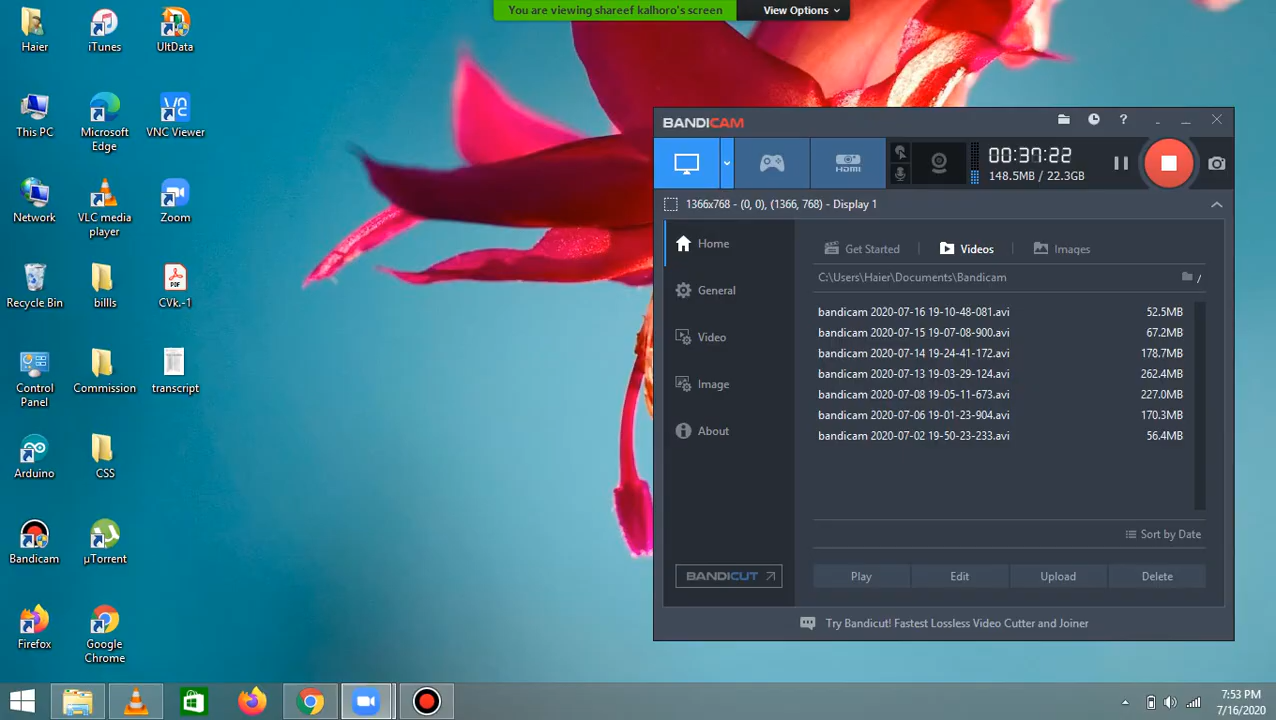 You are viewing shareef kalhoro's screen
View Options
Haier
iTunes
UltData
This PC
Microsoft
Edge
VNC Viewer
Network
VLC media
player
Zoom
Recycle Bin
billls
CVk.-1
Control
Panel
Commission
transcript
Arduino
CSS
Bandicam
µTorrent
Firefox
Google
Chrome
BANDICAM
HDMI
00:37:22
148.5MB / 22.3GB
1366x768 - (0, 0), (1366, 768) - Display 1
Home
General
Video
Image
About
BANDICUT
Get Started
Videos
Images
C:\Users\Haier\Documents\Bandicam
/
bandicam 2020-07-16 19-10-48-081.avi 52.5MB
bandicam 2020-07-15 19-07-08-900.avi 67.2MB
bandicam 2020-07-14 19-24-41-172.avi 178.7MB
bandicam 2020-07-13 19-03-29-124.avi 262.4MB
bandicam 2020-07-08 19-05-11-673.avi 227.0MB
bandicam 2020-07-06 19-01-23-904.avi 170.3MB
bandicam 2020-07-02 19-50-23-233.avi 56.4MB
Sort by Date
Play
Edit
Upload
Delete
Try Bandicut! Fastest Lossless Video Cutter and Joiner
7:53 PM
7/16/2020